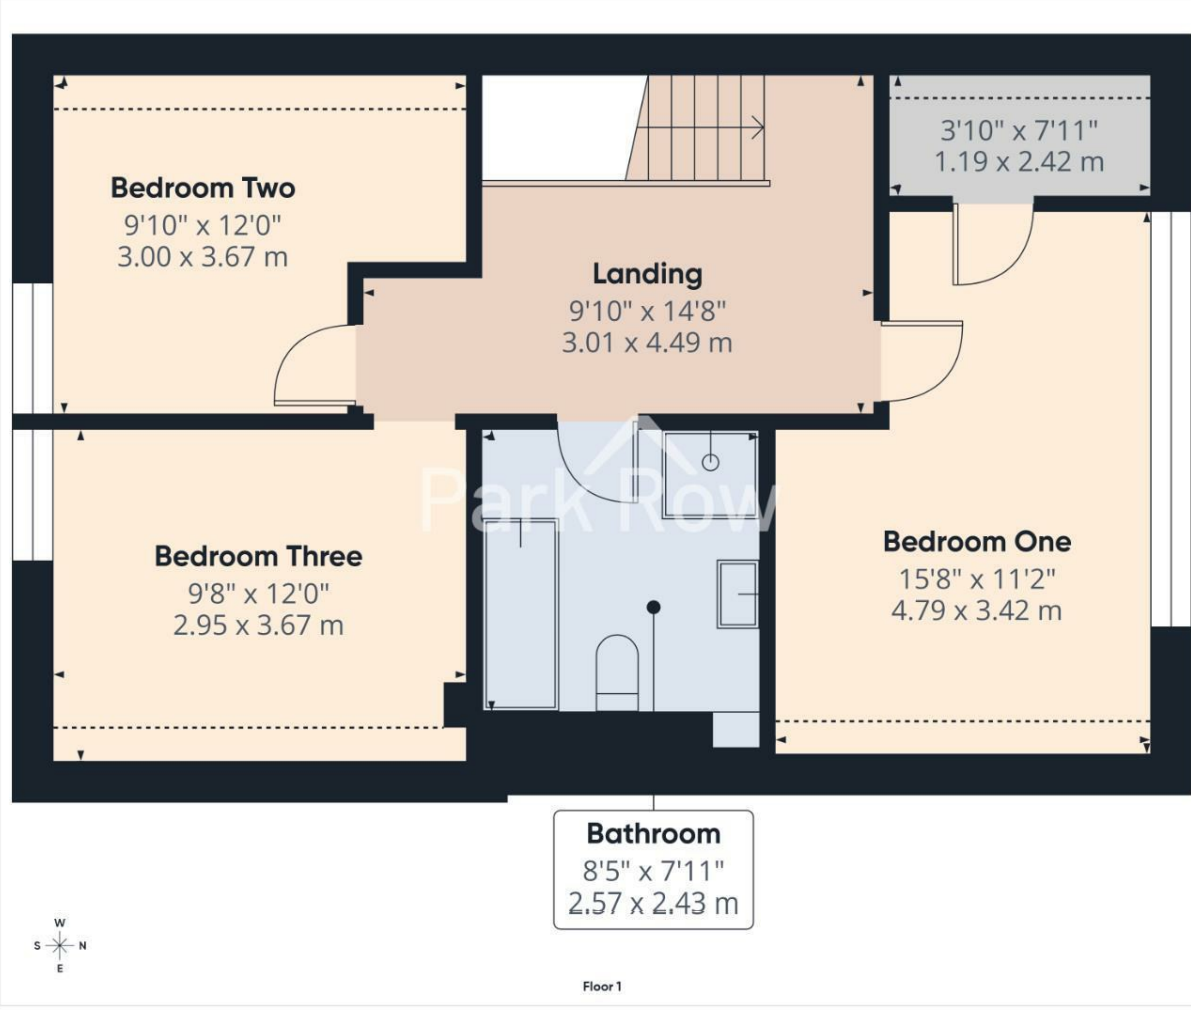 3'10" x 7'11"
1.19 x 2.42 m
Bedroom Two
9'10" x 12'0"
3.00 x 3.67 m
Landing
9'10" x 14'8"
3.01 x 4.49 m
Park Row
Bedroom One
15'8" x 11'2"
4.79 x 3.42 m
Bedroom Three
9'8" x 12'0"
2.95 x 3.67 m
Bathroom
8'5" x 7'11"
2.57 x 2.43 m
W
S N
E
Floor 1